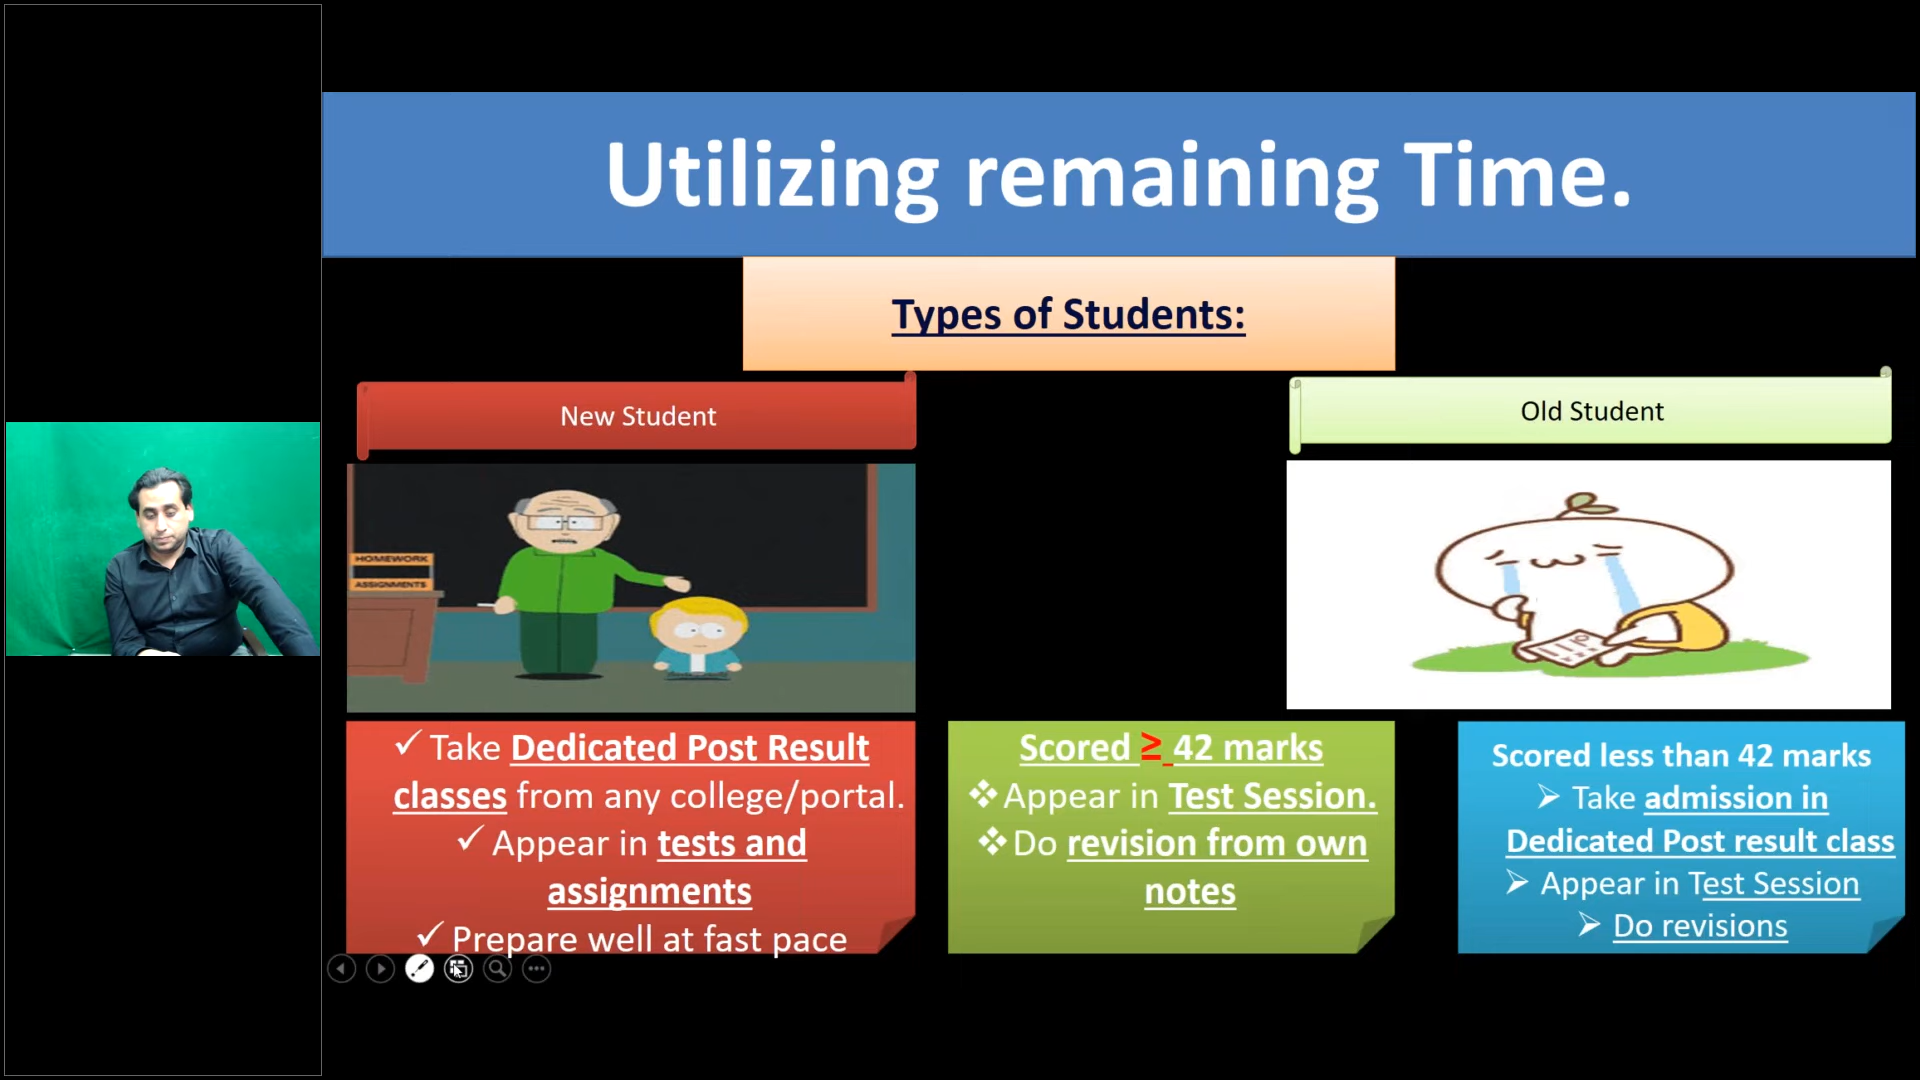 Utilizing remaining Time.
Types of Students:
New Student
Old Student
HOMEWORK
ASSIGNMENTS
✓ Take Dedicated Post Result
classes from any college/portal.
✓ Appear in tests and
assignments
✓ Prepare well at fast pace
Scored ≥ 42 marks
❖ Appear in Test Session.
❖ Do revision from own
notes
Scored less than 42 marks
➢ Take admission in
Dedicated Post result class
➢ Appear in Test Session
➢ Do revisions